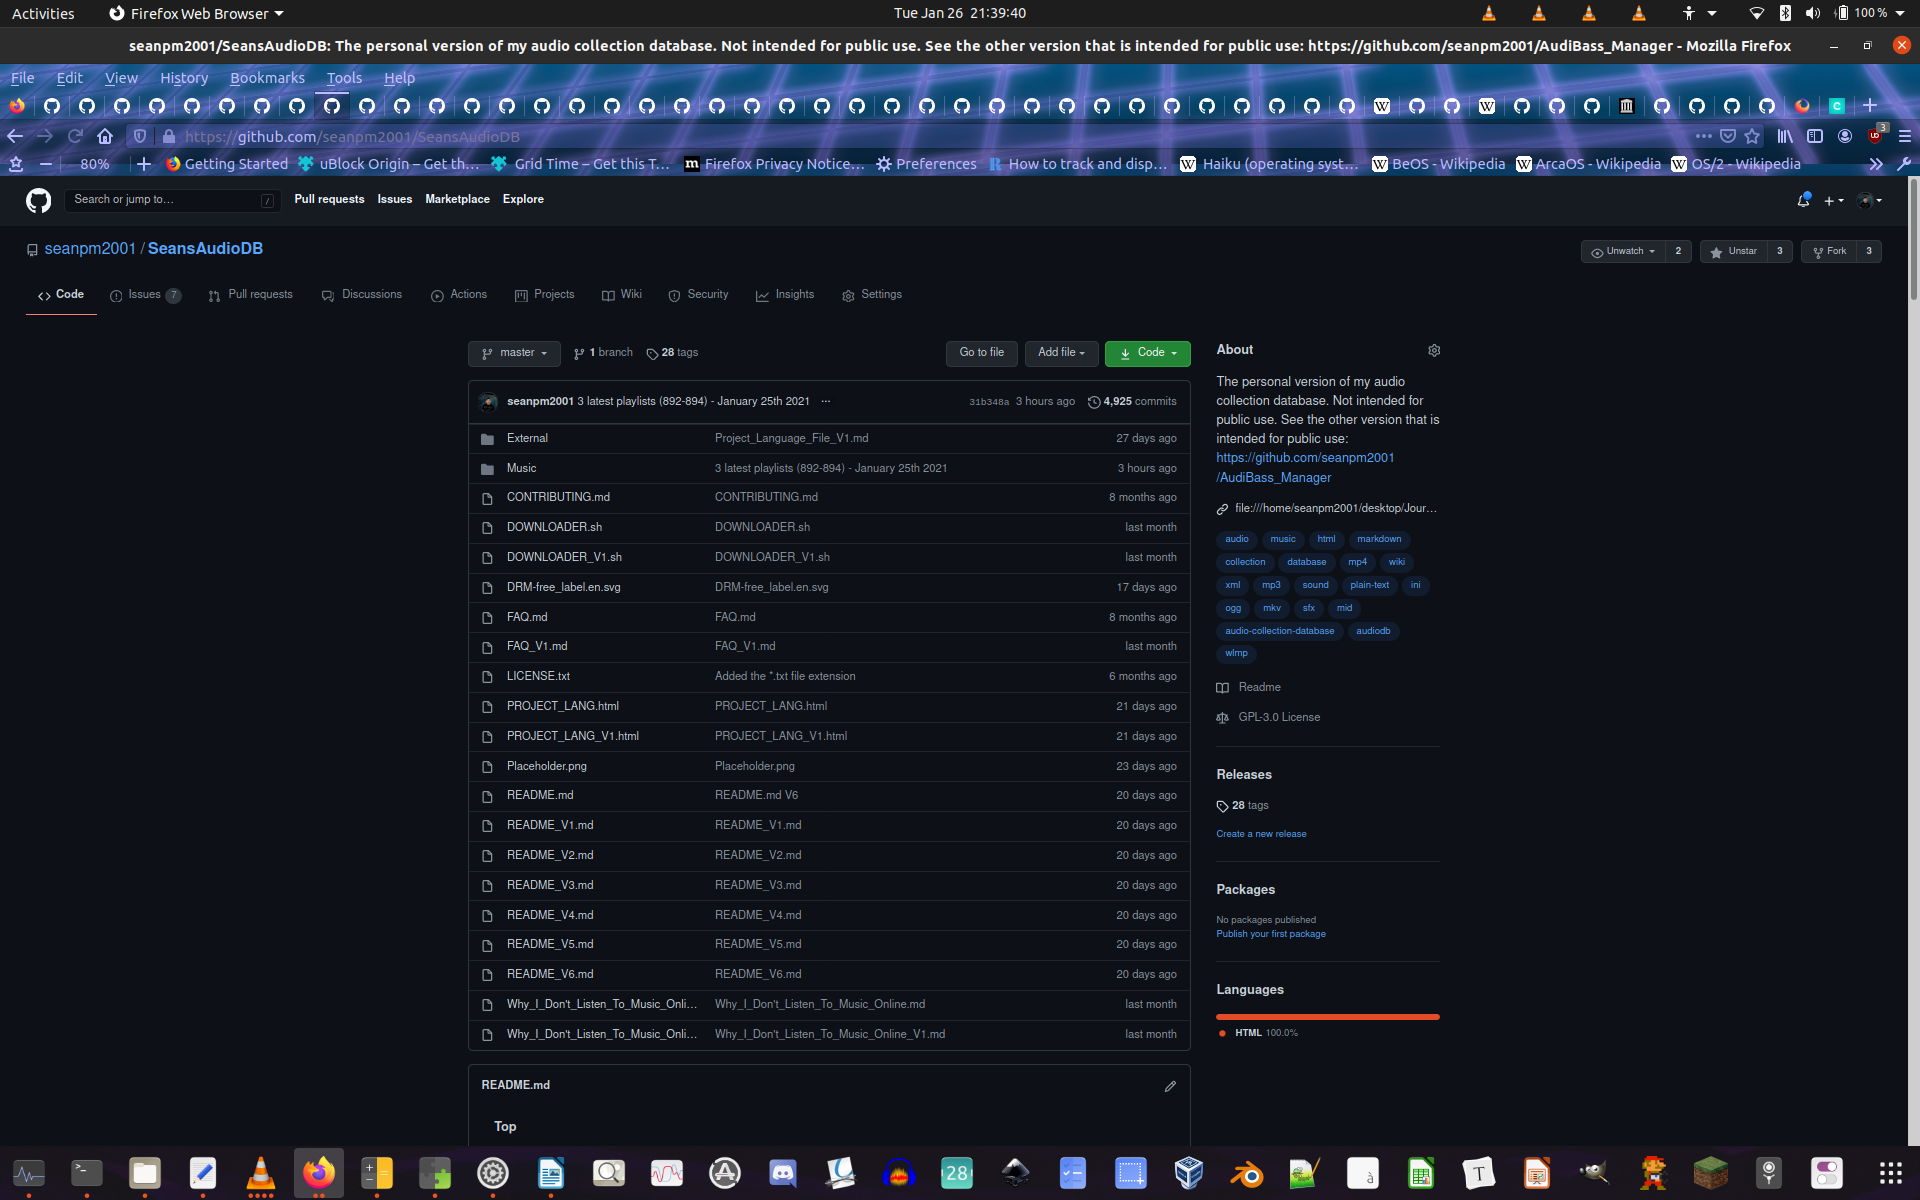 Activities
Firefox Web Browser
Tue Jan 26 21:39:40
100 %
seanpm2001/SeansAudioDB: The personal version of my audio collection database. Not intended for public use. See the other version that is intended for public use: https://github.com/seanpm2001/AudiBass_Manager - Mozilla Firefox
File Edit View History Bookmarks Tools Help
https://github.com/seanpm2001/SeansAudioDB
3
80%
Getting Started
uBlock Origin – Get th…
Grid Time – Get this T…
Firefox Privacy Notice…
Preferences
How to track and disp…
Haiku (operating syst…
BeOS - Wikipedia
ArcaOS - Wikipedia
OS/2 - Wikipedia
Search or jump to… /
Pull requests Issues Marketplace Explore
seanpm2001 / SeansAudioDB
Unwatch 2
Unstar 3
Fork 3
Code
Issues 7
Pull requests
Discussions
Actions
Projects
Wiki
Security
Insights
Settings
master
1 branch
28 tags
Go to file
Add file
Code
seanpm2001 3 latest playlists (892-894) - January 25th 2021 ··· 31b348a 3 hours ago 4,925 commits
External Project_Language_File_V1.md 27 days ago
Music 3 latest playlists (892-894) - January 25th 2021 3 hours ago
CONTRIBUTING.md CONTRIBUTING.md 8 months ago
DOWNLOADER.sh DOWNLOADER.sh last month
DOWNLOADER_V1.sh DOWNLOADER_V1.sh last month
DRM-free_label.en.svg DRM-free_label.en.svg 17 days ago
FAQ.md FAQ.md 8 months ago
FAQ_V1.md FAQ_V1.md last month
LICENSE.txt Added the *.txt file extension 6 months ago
PROJECT_LANG.html PROJECT_LANG.html 21 days ago
PROJECT_LANG_V1.html PROJECT_LANG_V1.html 21 days ago
Placeholder.png Placeholder.png 23 days ago
README.md README.md V6 20 days ago
README_V1.md README_V1.md 20 days ago
README_V2.md README_V2.md 20 days ago
README_V3.md README_V3.md 20 days ago
README_V4.md README_V4.md 20 days ago
README_V5.md README_V5.md 20 days ago
README_V6.md README_V6.md 20 days ago
Why_I_Don't_Listen_To_Music_Onli… Why_I_Don't_Listen_To_Music_Online.md last month
Why_I_Don't_Listen_To_Music_Onli… Why_I_Don't_Listen_To_Music_Online_V1.md last month
README.md
Top
About
The personal version of my audio
collection database. Not intended for
public use. See the other version that is
intended for public use:
https://github.com/seanpm2001
/AudiBass_Manager
file:///home/seanpm2001/desktop/Jour…
audio music html markdown
collection database mp4 wiki
xml mp3 sound plain-text ini
ogg mkv sfx mid
audio-collection-database audiodb
wlmp
Readme
GPL-3.0 License
Releases
28 tags
Create a new release
Packages
No packages published
Publish your first package
Languages
HTML 100.0%
28